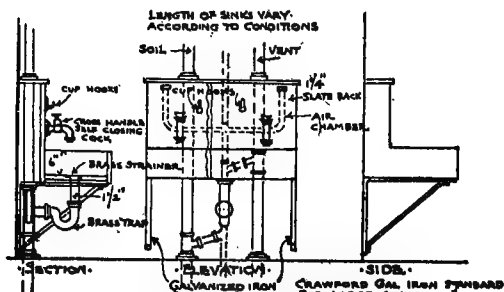 LENGTH OF SINKS VARY.
ACCORDING TO CONDITIONS
SOIL
VENT
1¼"
CUP HOOKS
CUP HOOKS
SLATE BACK
AIR
CHAMBER.
CROSS HANDLE
SELF CLOSING
COCK.
6"
BRASS STRAINER.
1½"
BRASS TRAP
SECTION.
ELEVATION.
SIDE.
GALVANIZED IRON
CRAWFORD GAL IRON STANDARD